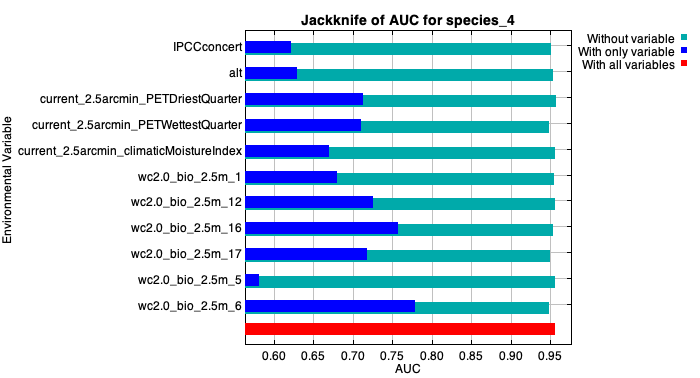 Jackknife of AUC for species_4
Without variable
With only variable
With all variables
Environmental Variable
IPCCconcert
alt
current_2.5arcmin_PETDriestQuarter
current_2.5arcmin_PETWettestQuarter
current_2.5arcmin_climaticMoistureIndex
wc2.0_bio_2.5m_1
wc2.0_bio_2.5m_12
wc2.0_bio_2.5m_16
wc2.0_bio_2.5m_17
wc2.0_bio_2.5m_5
wc2.0_bio_2.5m_6
0.60 0.65 0.70 0.75 0.80 0.85 0.90 0.95
AUC